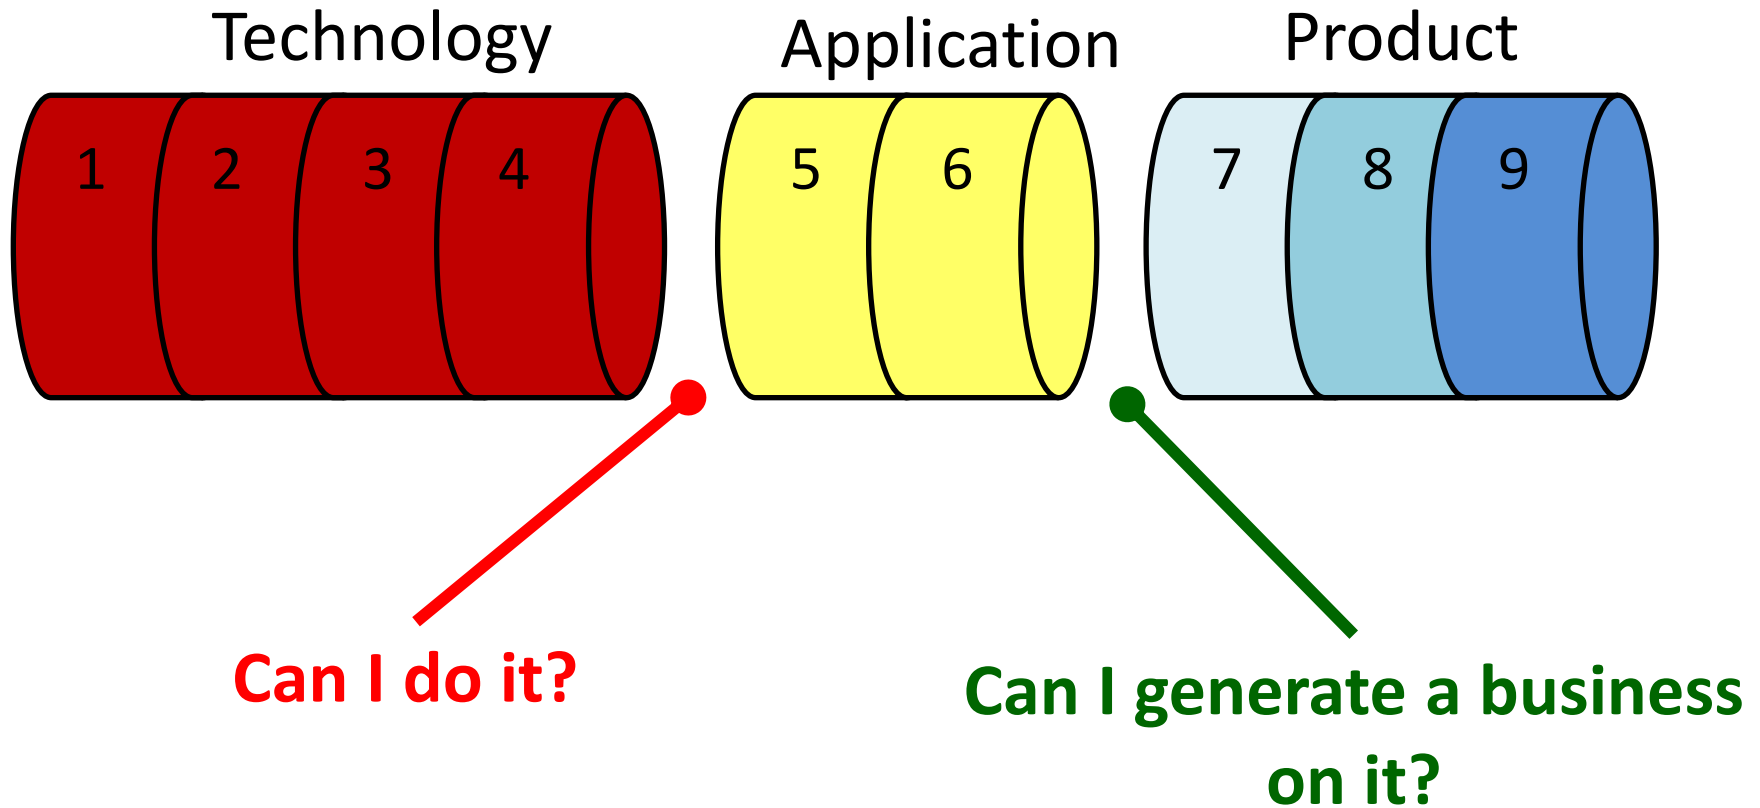 Technology
Application
Product
1 2 3 4
5 6
7 8 9
Can I do it?
Can I generate a business
on it?